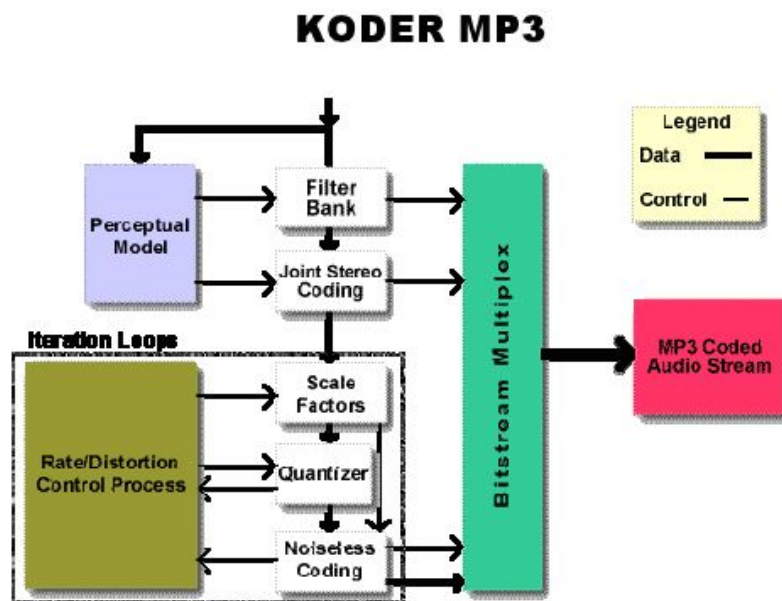 KODER MP3
Legend
Data
Control
Filter
Bank
Perceptual
Model
Joint Stereo
Coding
Bitstream Multiplex
MP3 Coded
Audio Stream
Iteration Loops
Scale
Factors
Rate/Distortion
Control Process
Quantizer
Noiseless
Coding